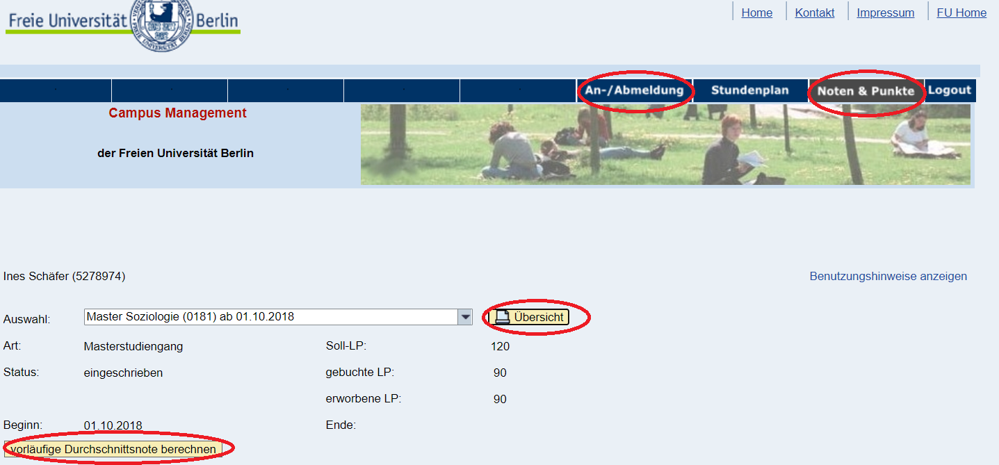 Freie Universität Berlin
Home Kontakt Impressum FU Home
An-/Abmeldung Stundenplan Noten & Punkte Logout
Campus Management
der Freien Universität Berlin
Ines Schäfer (5278974) Benutzungshinweise anzeigen
Auswahl: Master Soziologie (0181) ab 01.10.2018 Übersicht
Art: Masterstudiengang Soll-LP: 120
Status: eingeschrieben gebuchte LP: 90
erworbene LP: 90
Beginn: 01.10.2018 Ende:
vorläufige Durchschnittsnote berechnen